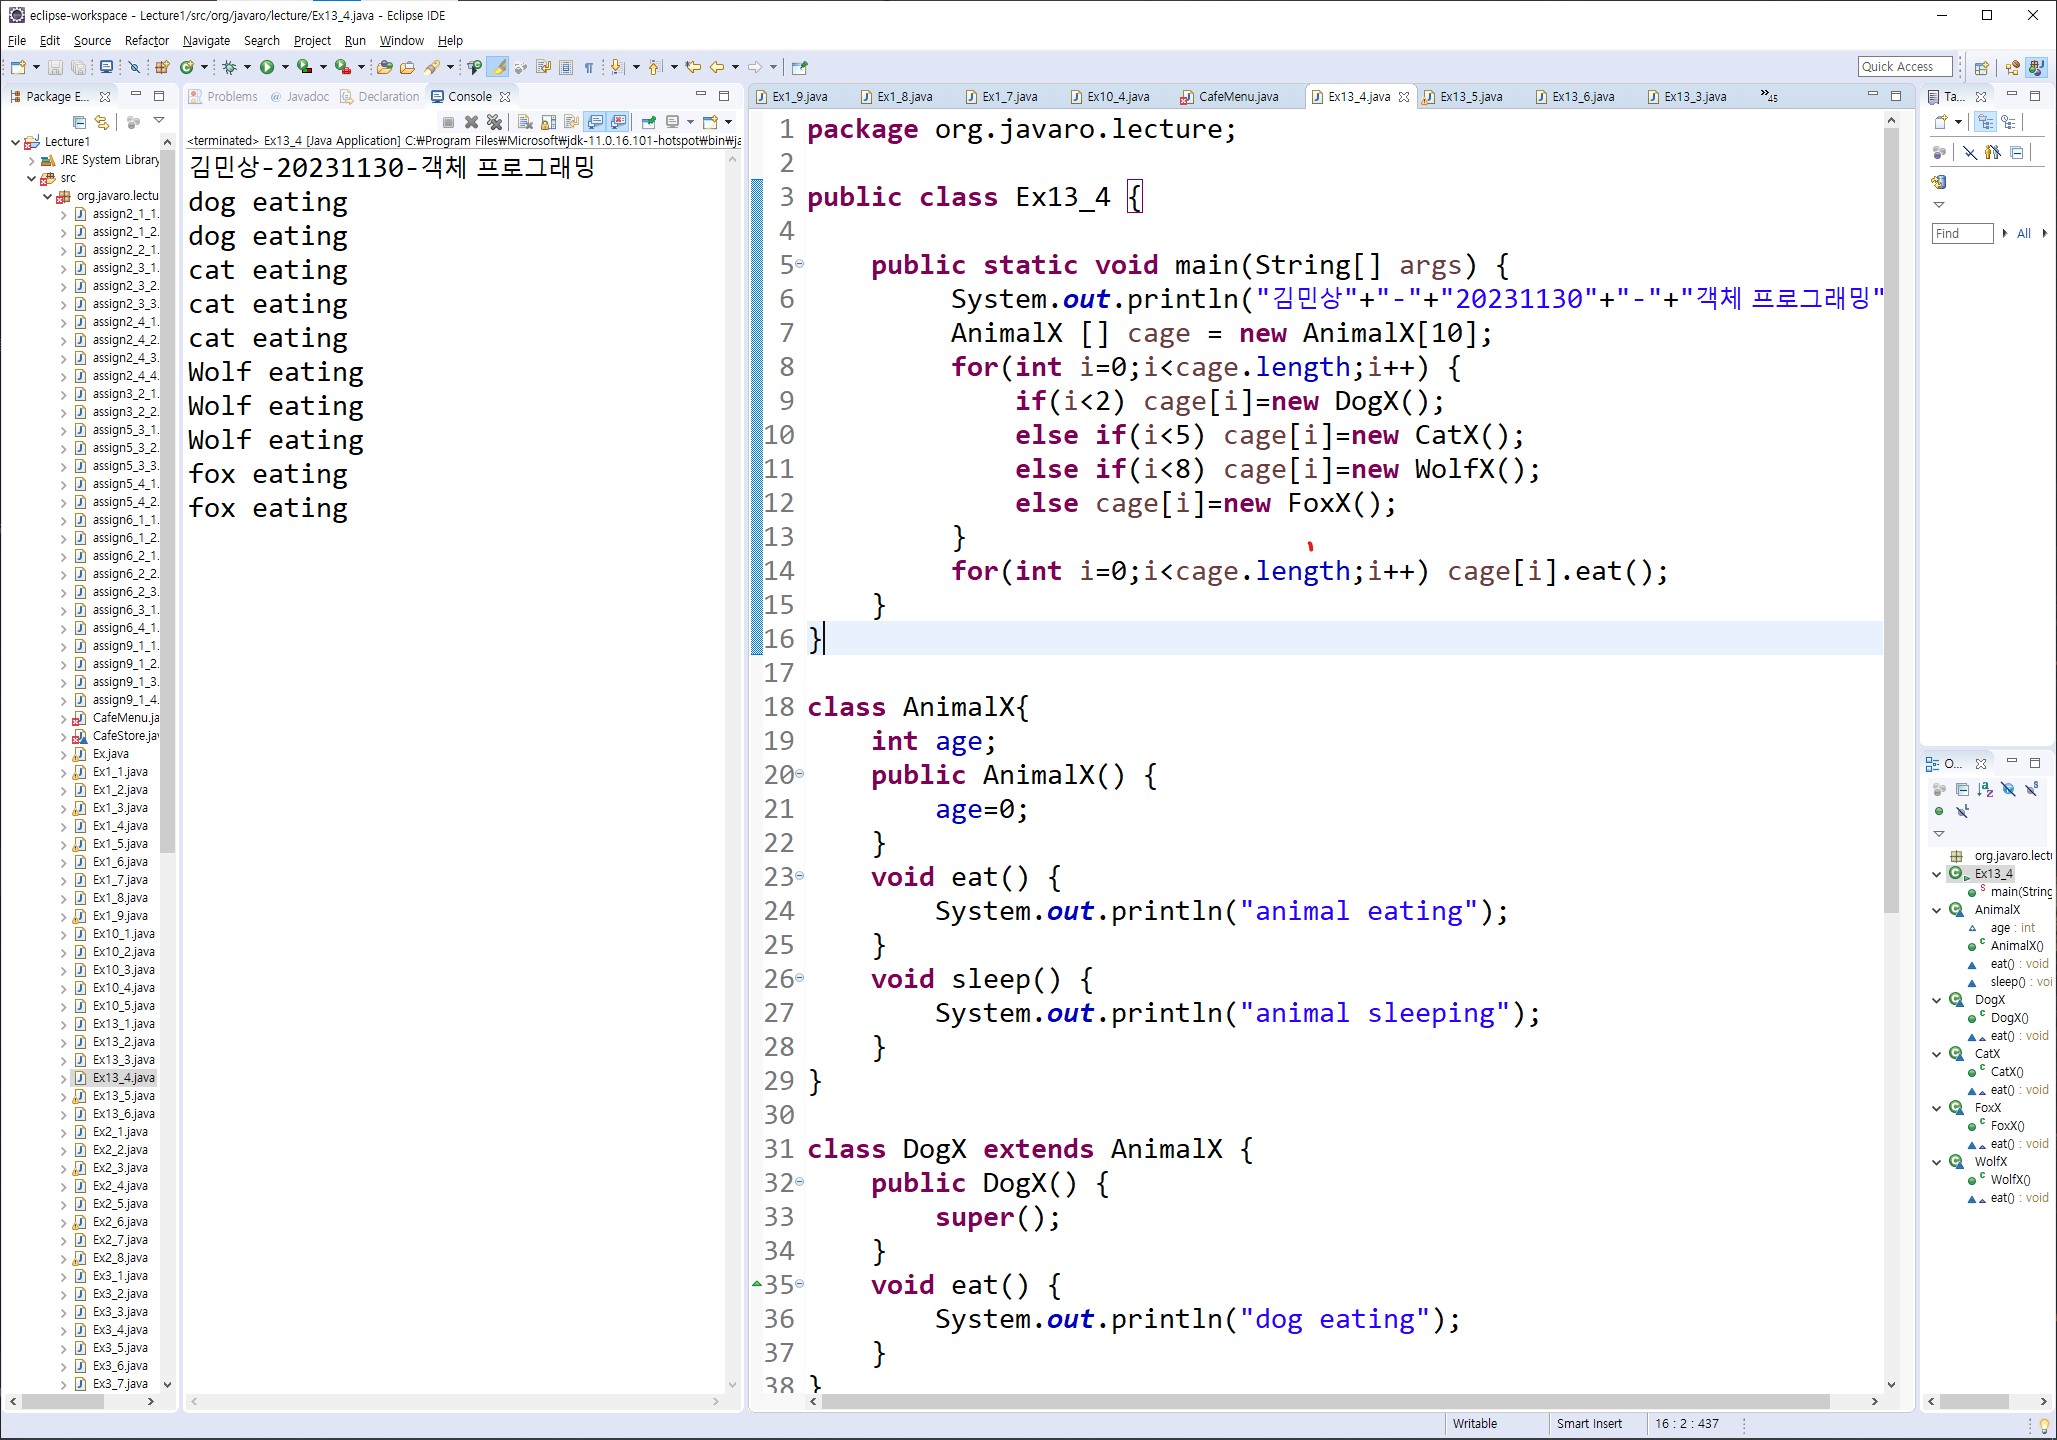 eclipse-workspace - Lecture1/src/org/javaro/lecture/Ex13_4.java - Eclipse IDE
File Edit Source Refactor Navigate Search Project Run Window Help
Quick Access
Package E...
Lecture1
JRE System Library
src
org.javaro.lectu
assign2_1_1.
assign2_1_2.
assign2_2_1.
assign2_3_1.
assign2_3_2.
assign2_3_3.
assign2_4_1.
assign2_4_2.
assign2_4_3.
assign2_4_4.
assign3_2_1.
assign3_2_2.
assign5_3_1.
assign5_3_2.
assign5_3_3.
assign5_4_1.
assign5_4_2.
assign6_1_1.
assign6_1_2.
assign6_2_1.
assign6_2_2.
assign6_2_3.
assign6_3_1.
assign6_4_1.
assign9_1_1.
assign9_1_2.
assign9_1_3.
assign9_1_4.
CafeMenu.ja
CafeStore.jav
Ex.java
Ex1_1.java
Ex1_2.java
Ex1_3.java
Ex1_4.java
Ex1_5.java
Ex1_6.java
Ex1_7.java
Ex1_8.java
Ex1_9.java
Ex10_1.java
Ex10_2.java
Ex10_3.java
Ex10_4.java
Ex10_5.java
Ex13_1.java
Ex13_2.java
Ex13_3.java
Ex13_4.java
Ex13_5.java
Ex13_6.java
Ex2_1.java
Ex2_2.java
Ex2_3.java
Ex2_4.java
Ex2_5.java
Ex2_6.java
Ex2_7.java
Ex2_8.java
Ex3_1.java
Ex3_2.java
Ex3_3.java
Ex3_4.java
Ex3_5.java
Ex3_6.java
Ex3_7.java
Problems Javadoc Declaration Console
<terminated> Ex13_4 [Java Application] C:₩Program Files₩Microsoft₩jdk-11.0.16.101-hotspot₩bin₩ja
김민상-20231130-객체 프로그래밍
dog eating
dog eating
cat eating
cat eating
cat eating
Wolf eating
Wolf eating
Wolf eating
fox eating
fox eating
Ex1_9.java Ex1_8.java Ex1_7.java Ex10_4.java CafeMenu.java Ex13_4.java Ex13_5.java Ex13_6.java Ex13_3.java »45
1 package org.javaro.lecture;
2
3 public class Ex13_4 {
4
5 public static void main(String[] args) {
6 System.out.println("김민상"+"-"+"20231130"+"-"+"객체 프로그래밍"
7 AnimalX [] cage = new AnimalX[10];
8 for(int i=0;i<cage.length;i++) {
9 if(i<2) cage[i]=new DogX();
10 else if(i<5) cage[i]=new CatX();
11 else if(i<8) cage[i]=new WolfX();
12 else cage[i]=new FoxX();
13 }
14 for(int i=0;i<cage.length;i++) cage[i].eat();
15 }
16 }
17
18 class AnimalX{
19 int age;
20 public AnimalX() {
21 age=0;
22 }
23 void eat() {
24 System.out.println("animal eating");
25 }
26 void sleep() {
27 System.out.println("animal sleeping");
28 }
29 }
30
31 class DogX extends AnimalX {
32 public DogX() {
33 super();
34 }
35 void eat() {
36 System.out.println("dog eating");
37 }
38 }
Ta...
Find All
O...
org.javaro.lectu
Ex13_4
main(String
AnimalX
age : int
AnimalX()
eat() : void
sleep() : voi
DogX
DogX()
eat() : void
CatX
CatX()
eat() : void
FoxX
FoxX()
eat() : void
WolfX
WolfX()
eat() : void
Writable Smart Insert 16 : 2 : 437